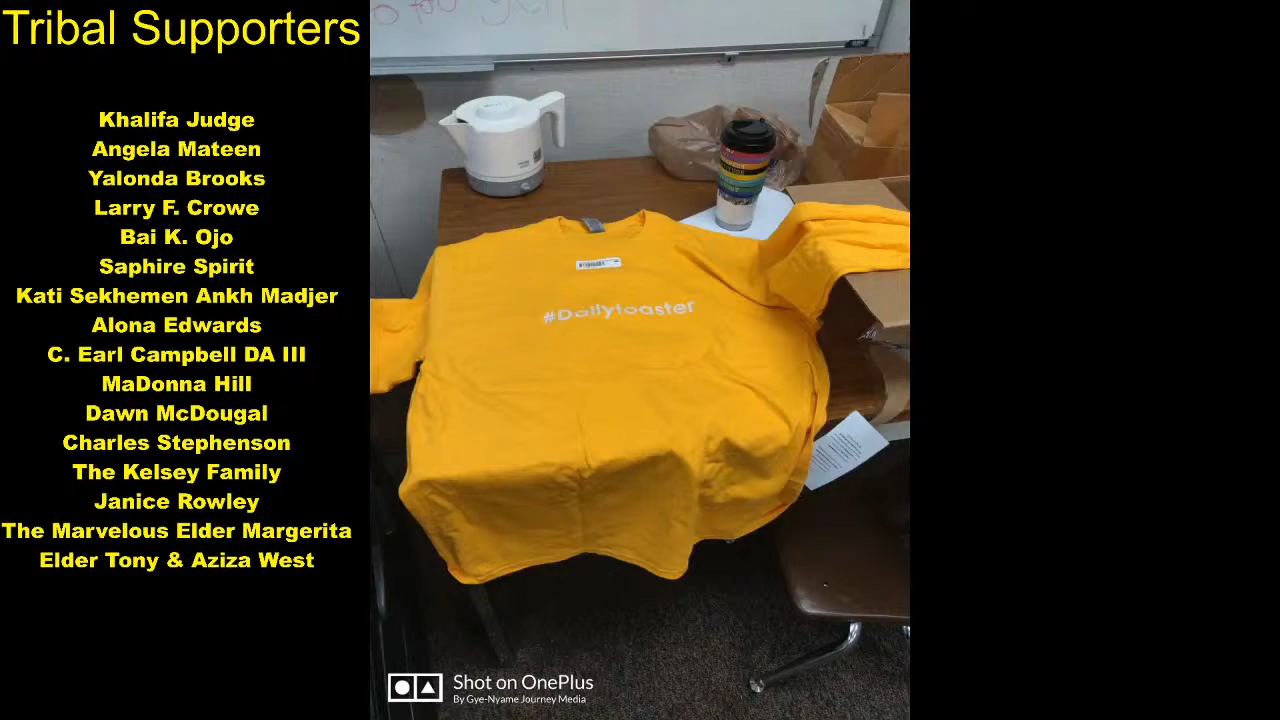 Tribal Supporters
Khalifa Judge
Angela Mateen
Yalonda Brooks
Larry F. Crowe
Bai K. Ojo
Saphire Spirit
Kati Sekhemen Ankh Madjer
Alona Edwards
C. Earl Campbell DA III
MaDonna Hill
Dawn McDougal
Charles Stephenson
The Kelsey Family
Janice Rowley
The Marvelous Elder Margerita
Elder Tony & Aziza West
#Dailytoaster
Shot on OnePlus
By Gye-Nyame Journey Media